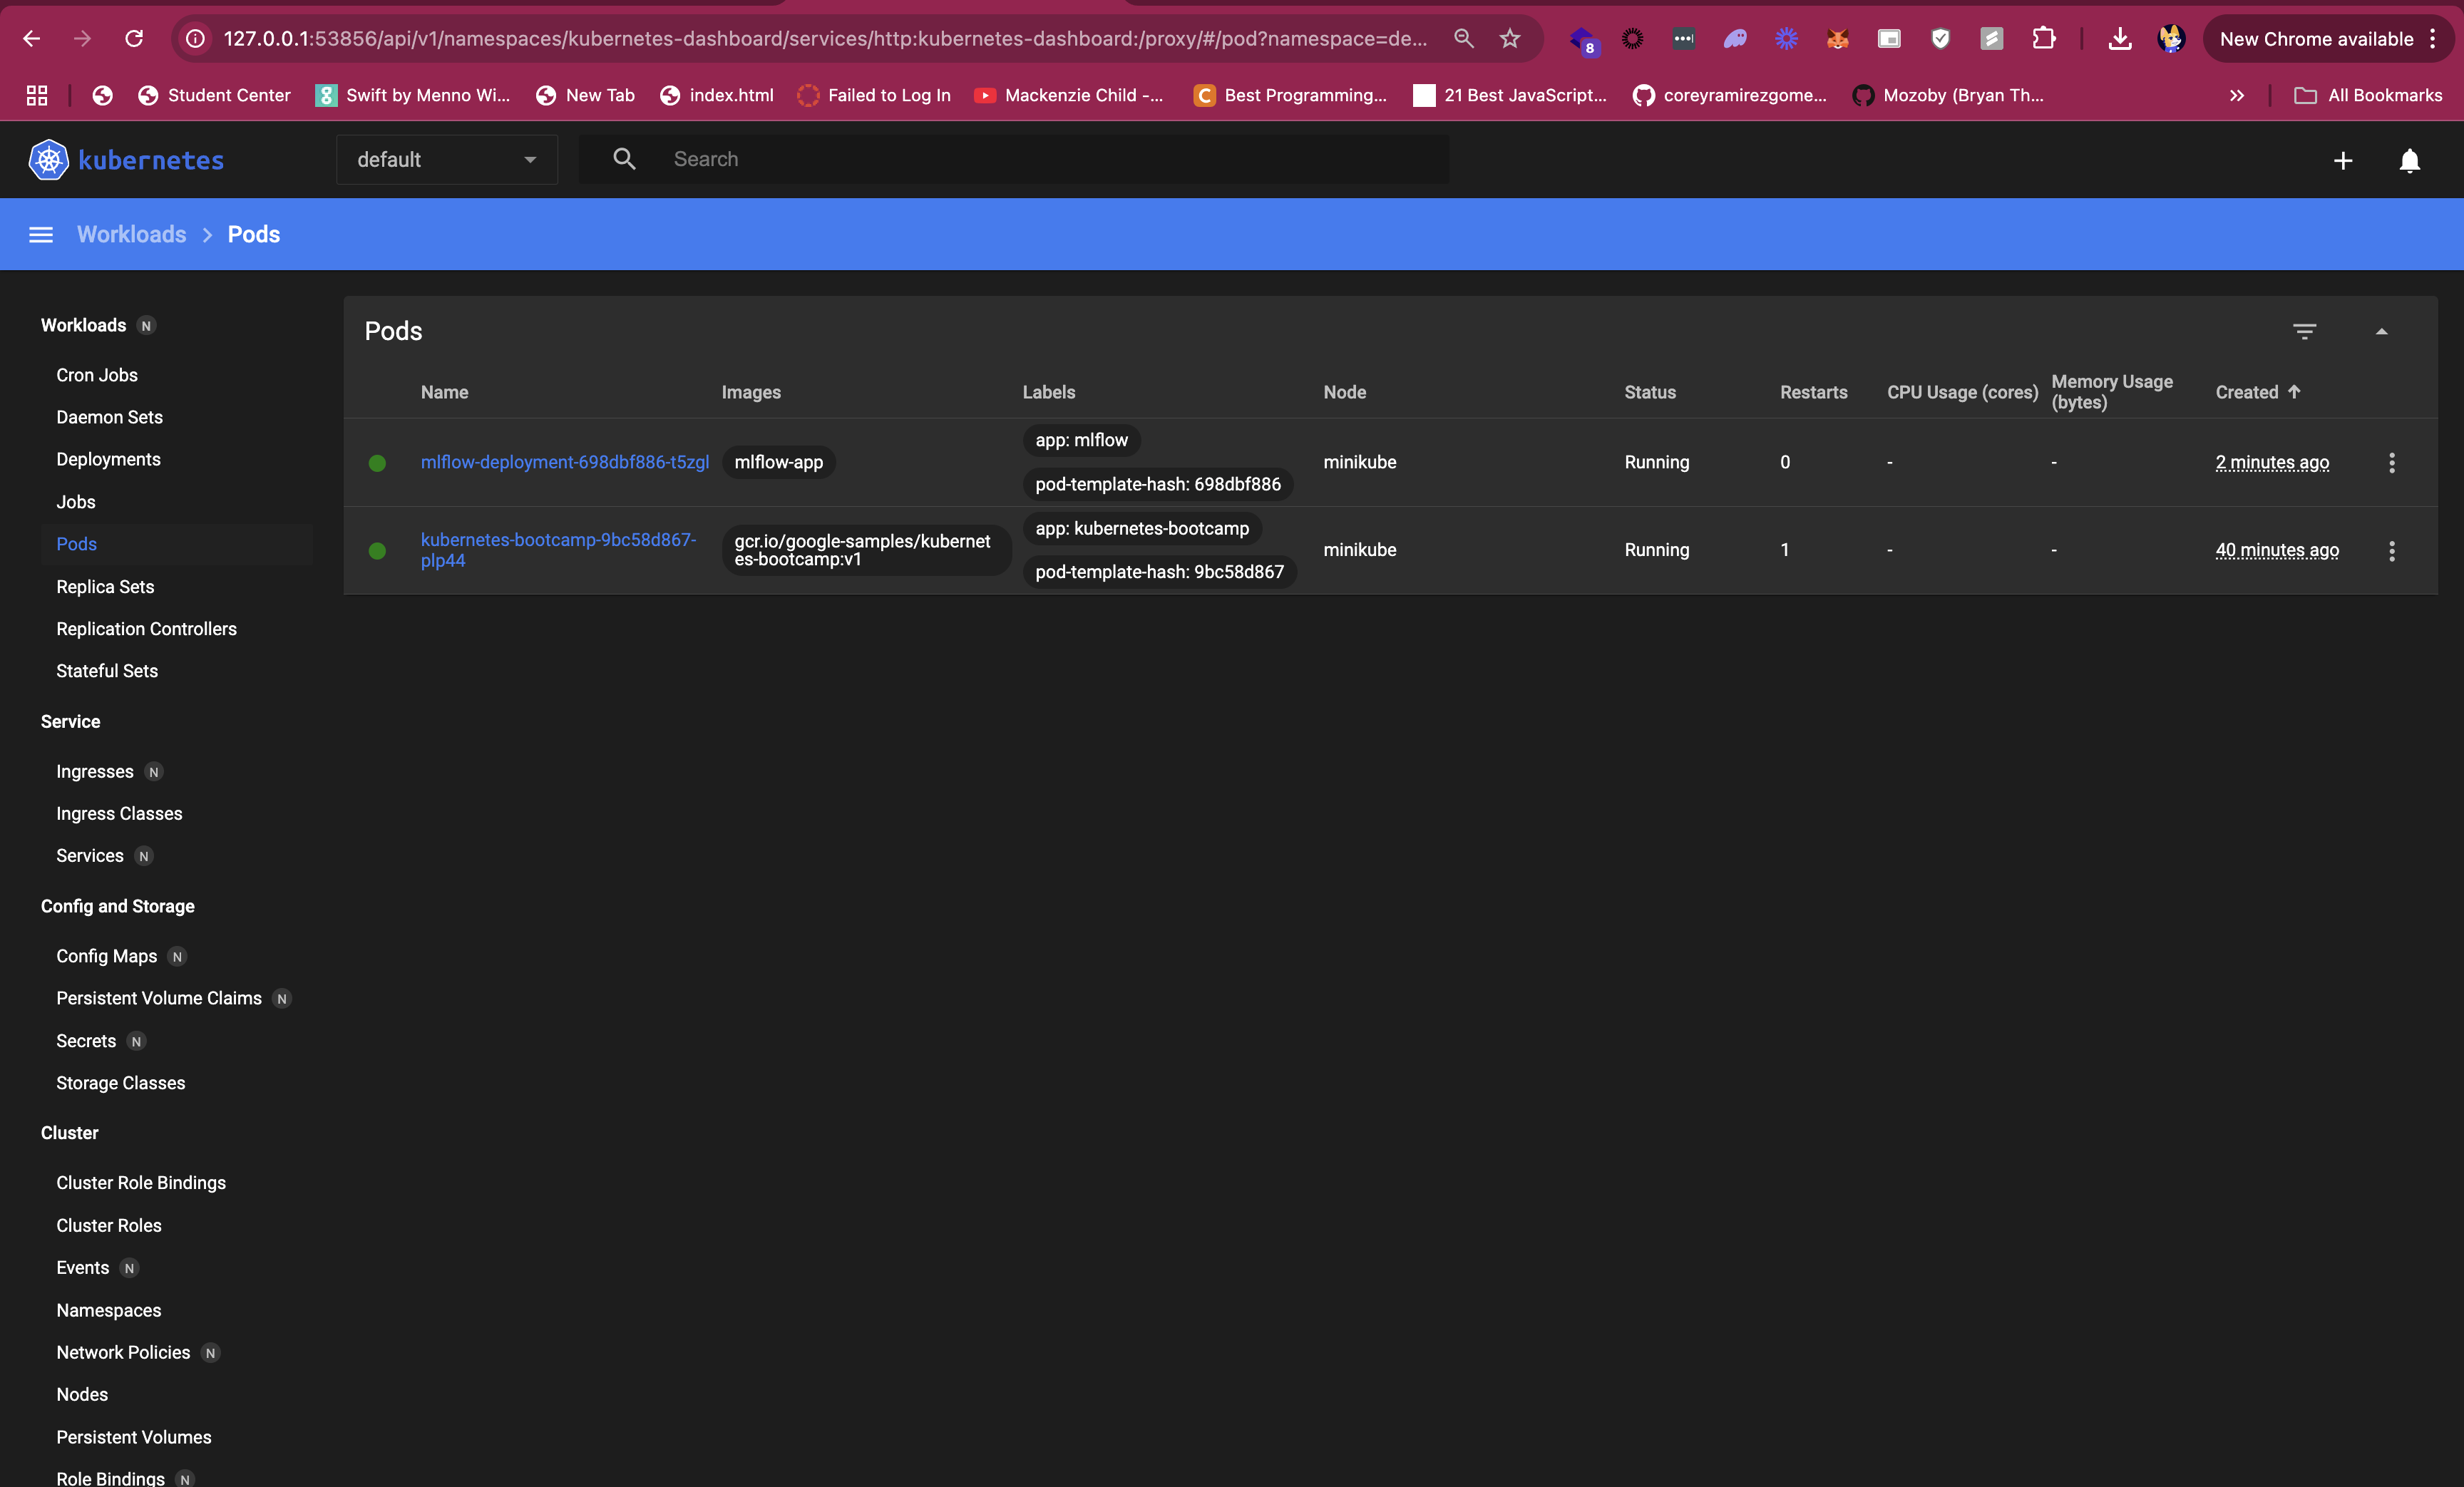 127.0.0.1:53856/api/v1/namespaces/kubernetes-dashboard/services/http:kubernetes-dashboard:/proxy/#/pod?namespace=de...
8
New Chrome available
Student Center
Swift by Menno Wi...
New Tab
index.html
Failed to Log In
Mackenzie Child -...
Best Programming...
21 Best JavaScript...
coreyramirezgome...
Mozoby (Bryan Th...
All Bookmarks
kubernetes
default
Search
Workloads > Pods
Workloads N
Cron Jobs
Daemon Sets
Deployments
Jobs
Pods
Replica Sets
Replication Controllers
Stateful Sets
Service
Ingresses N
Ingress Classes
Services N
Config and Storage
Config Maps N
Persistent Volume Claims N
Secrets N
Storage Classes
Cluster
Cluster Role Bindings
Cluster Roles
Events N
Namespaces
Network Policies N
Nodes
Persistent Volumes
Role Bindings N
Pods
Name Images Labels Node Status Restarts CPU Usage (cores) Memory Usage (bytes) Created
mlflow-deployment-698dbf886-t5zgl
mlflow-app
app: mlflow
pod-template-hash: 698dbf886
minikube
Running
0
-
-
2 minutes ago
kubernetes-bootcamp-9bc58d867-
plp44
gcr.io/google-samples/kubernet
es-bootcamp:v1
app: kubernetes-bootcamp
pod-template-hash: 9bc58d867
minikube
Running
1
-
-
40 minutes ago